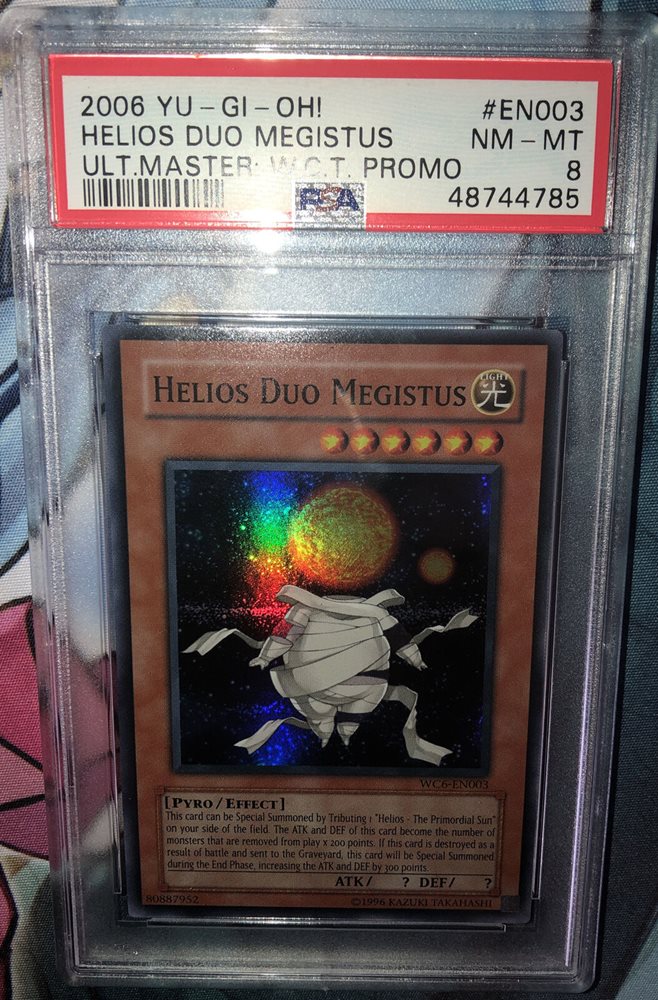 2006 YU-GI-OH! #EN003
HELIOS DUO MEGISTUS NM-MT
ULT.MASTER: W.C.T. PROMO 8
PSA 48744785
HELIOS DUO MEGISTUS LIGHT 光
WC6-EN003
[PYRO/EFFECT]
This card can be Special Summoned by Tributing 1 "Helios - The Primordial Sun"
on your side of the field. The ATK and DEF of this card become the number of
monsters that are removed from play x 200 points. If this card is destroyed as a
result of battle and sent to the Graveyard, this card will be Special Summoned
during the End Phase, increasing the ATK and DEF by 300 points.
ATK/ ? DEF/ ?
80887952 ©1996 KAZUKI TAKAHASHI